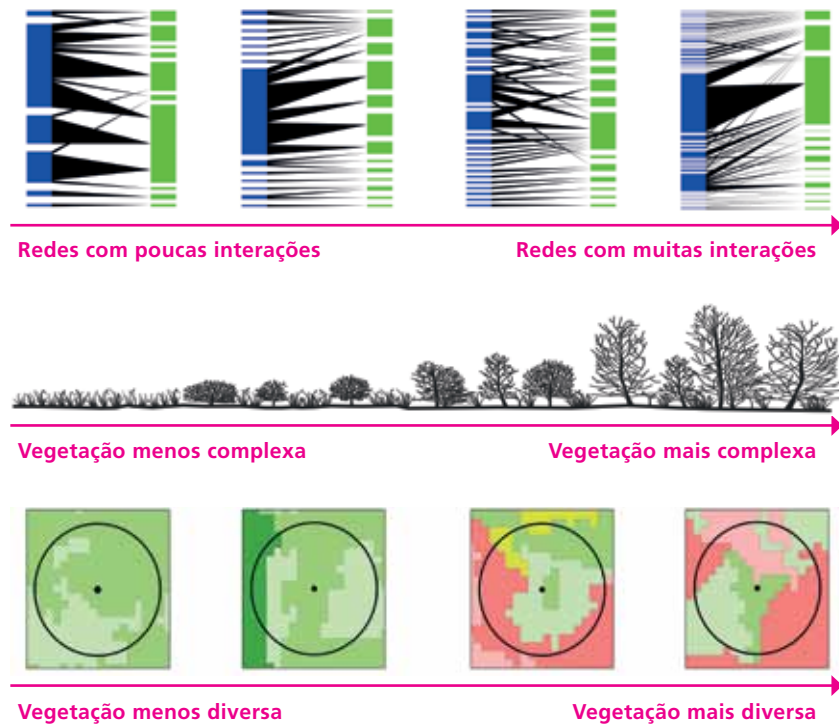 Redes com poucas interações
Redes com muitas interações
Vegetação menos complexa
Vegetação mais complexa
Vegetação menos diversa
Vegetação mais diversa